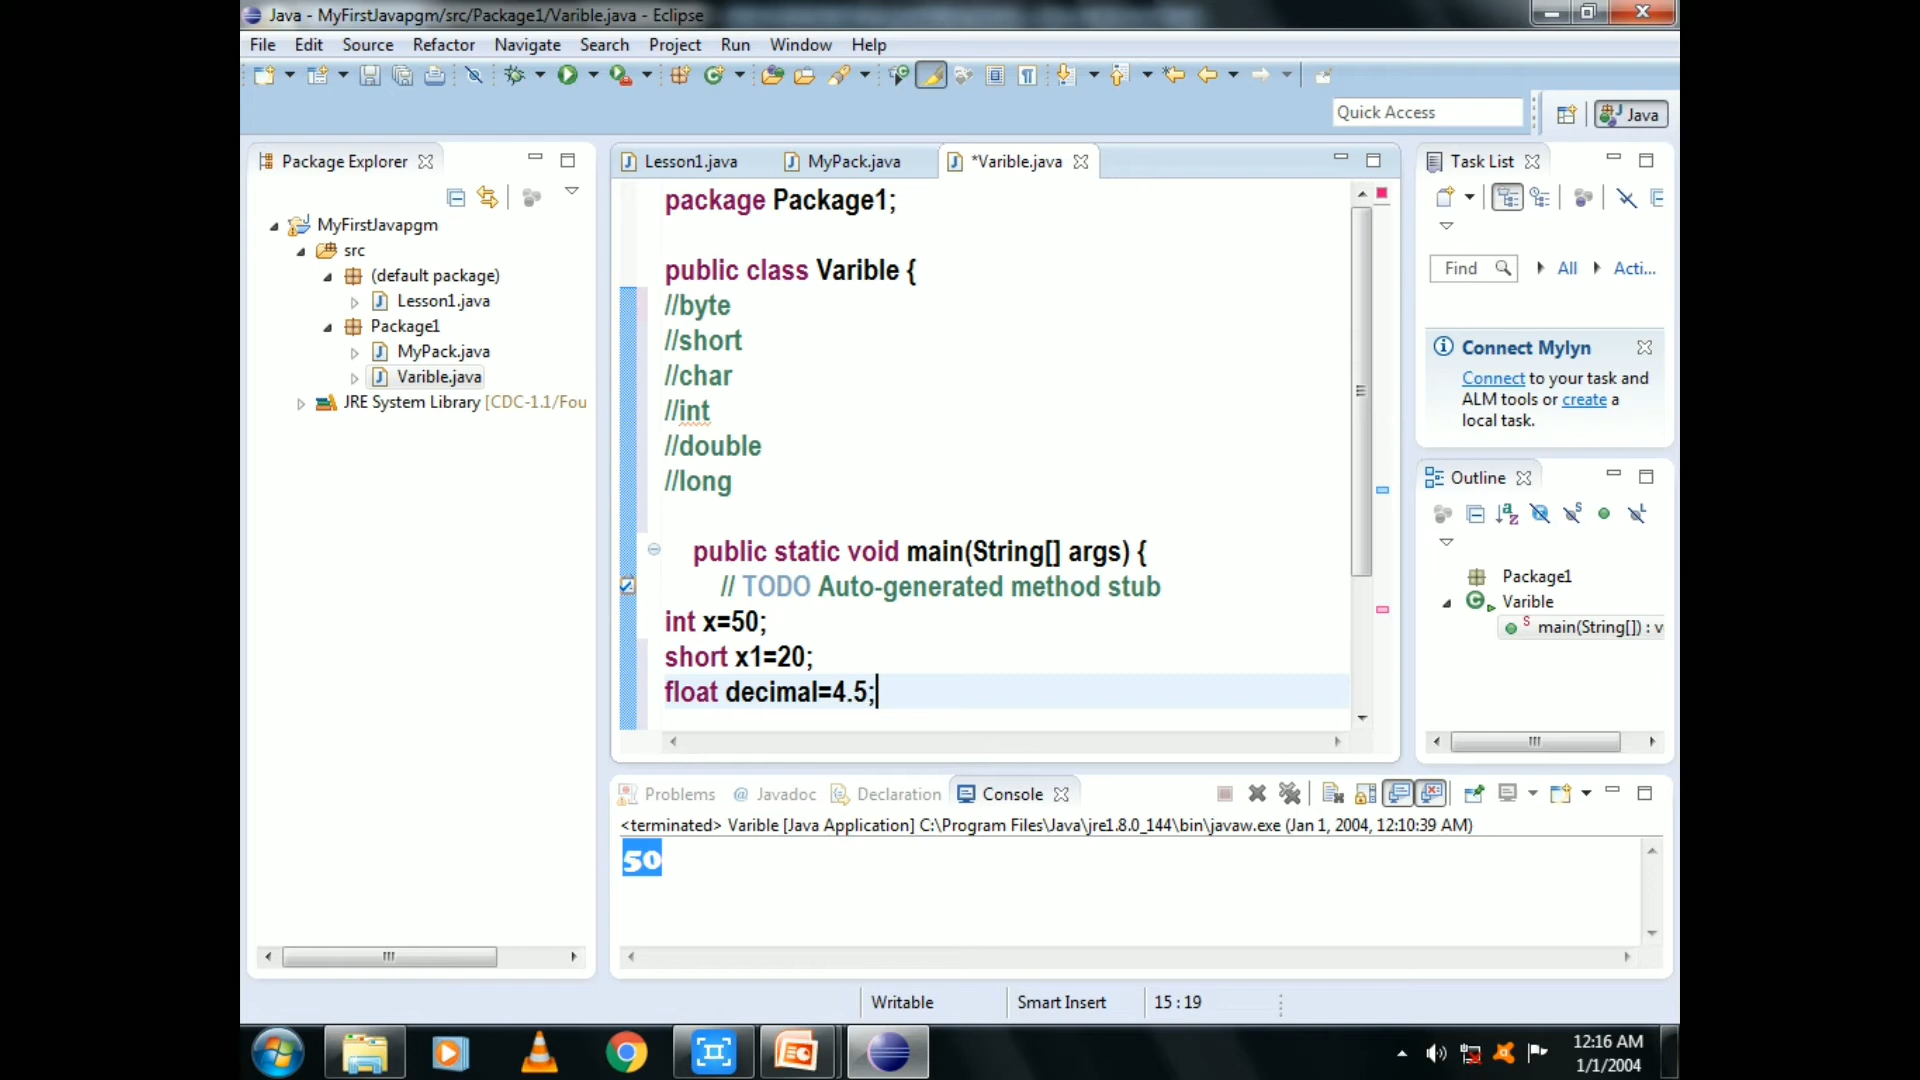 Java - MyFirstJavapgm/src/Package1/Varible.java - Eclipse
File Edit Source Refactor Navigate Search Project Run Window Help
Quick Access
Java
Package Explorer
MyFirstJavapgm
src
(default package)
Lesson1.java
Package1
MyPack.java
Varible.java
JRE System Library [CDC-1.1/Fou
Lesson1.java MyPack.java *Varible.java
package Package1;
public class Varible {
//byte
//short
//char
//int
//double
//long
public static void main(String[] args) {
// TODO Auto-generated method stub
int x=50;
short x1=20;
float decimal=4.5;
Task List
Find All Acti...
Connect Mylyn
Connect to your task and
ALM tools or create a
local task.
Outline
Package1
Varible
main(String[]) : v
Problems Javadoc Declaration Console
<terminated> Varible [Java Application] C:\Program Files\Java\jre1.8.0_144\bin\javaw.exe (Jan 1, 2004, 12:10:39 AM)
50
Writable Smart Insert 15 : 19
12:16 AM
1/1/2004